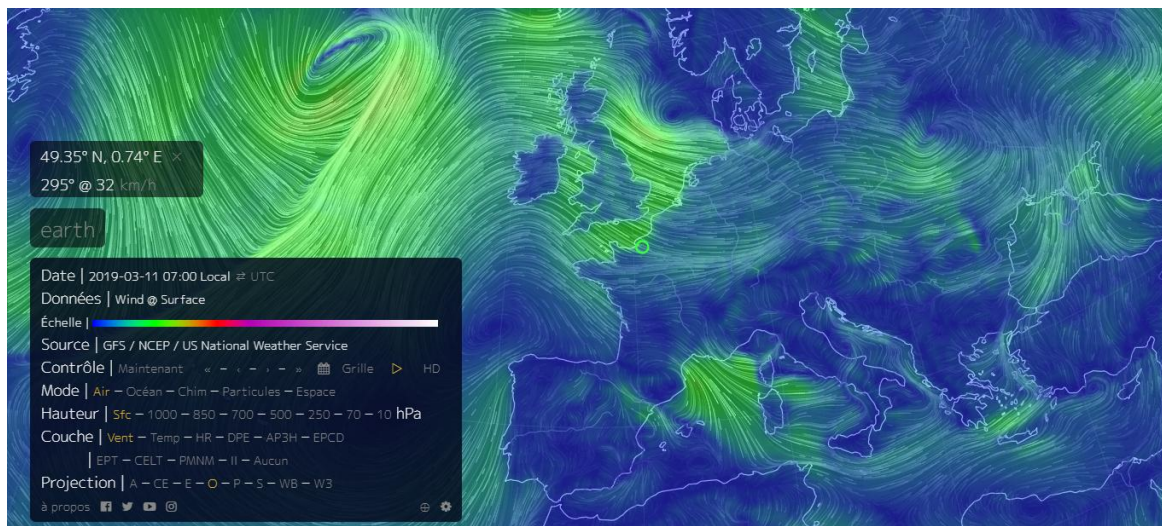 49.35° N, 0.74° E ×
295° @ 32 km/h
earth
Date | 2019-03-11 07:00 Local ⇄ UTC
Données | Wind @ Surface
Échelle |
Source | GFS / NCEP / US National Weather Service
Contrôle | Maintenant « – ‹ – › – » Grille ▷ HD
Mode | Air – Océan – Chim – Particules – Espace
Hauteur | Sfc – 1000 – 850 – 700 – 500 – 250 – 70 – 10 hPa
Couche | Vent – Temp – HR – DPE – AP3H – EPCD
| EPT – CELT – PMNM – II – Aucun
Projection | A – CE – E – O – P – S – WB – W3
à propos